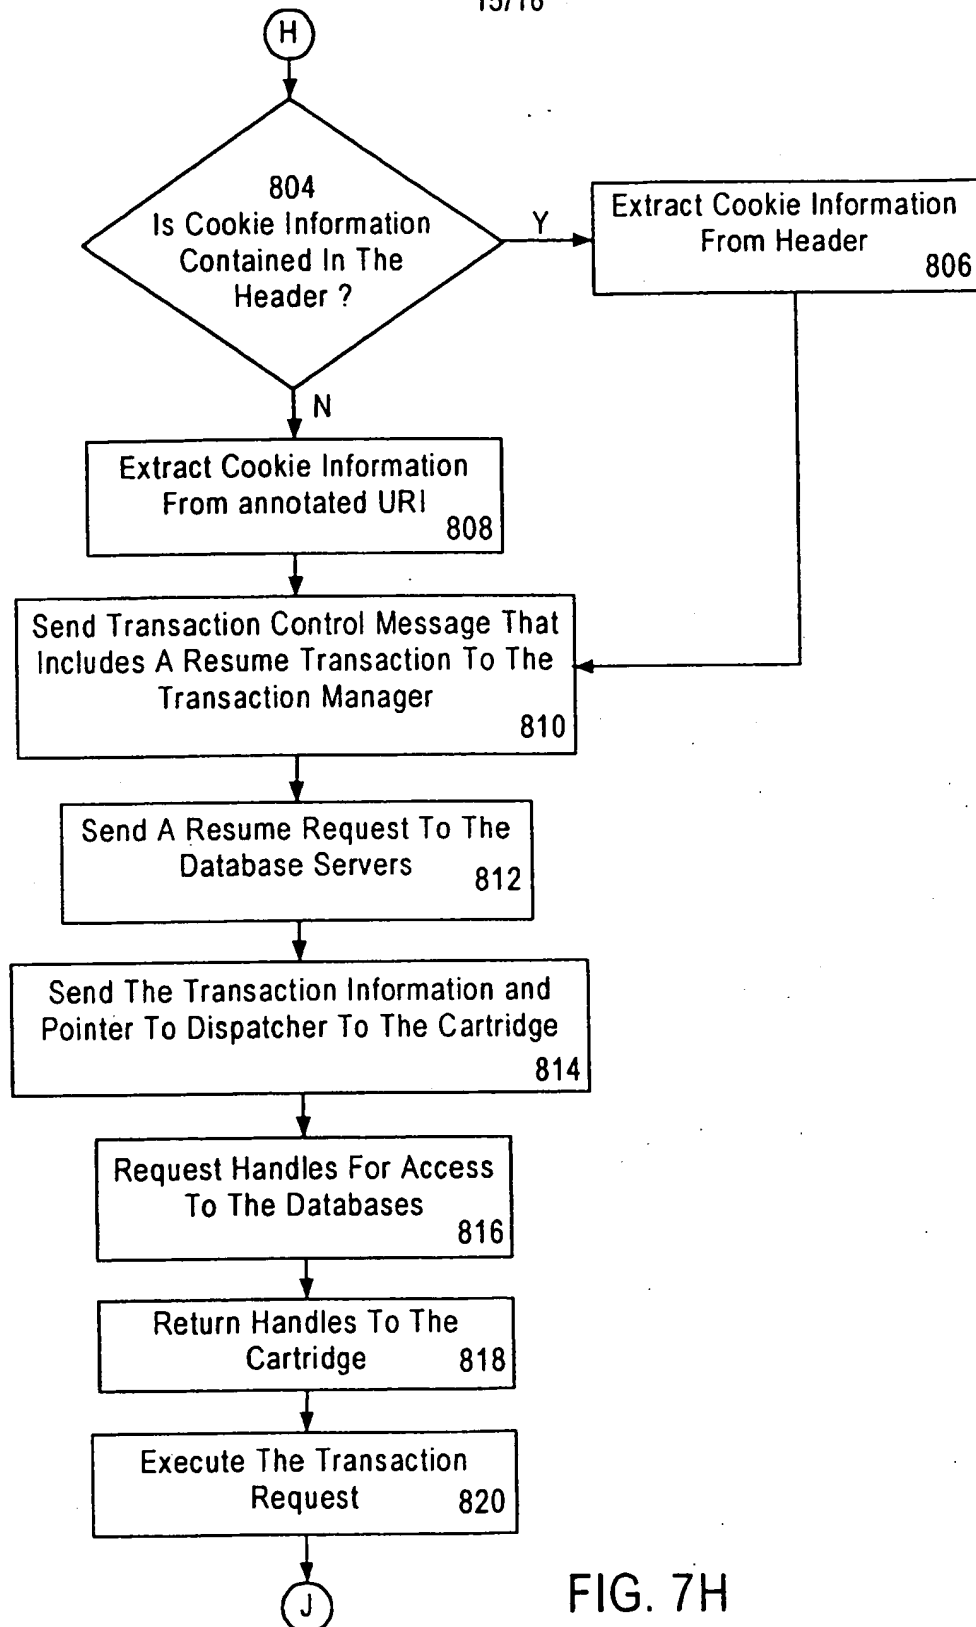 15/16
H
804
Is Cookie Information
Contained In The
Header ?
Y
Extract Cookie Information
From Header
806
N
Extract Cookie Information
From annotated URI
808
Send Transaction Control Message That
Includes A Resume Transaction To The
Transaction Manager
810
Send A Resume Request To The
Database Servers
812
Send The Transaction Information and
Pointer To Dispatcher To The Cartridge
814
Request Handles For Access
To The Databases
816
Return Handles To The
Cartridge
818
Execute The Transaction
Request
820
J
FIG. 7H